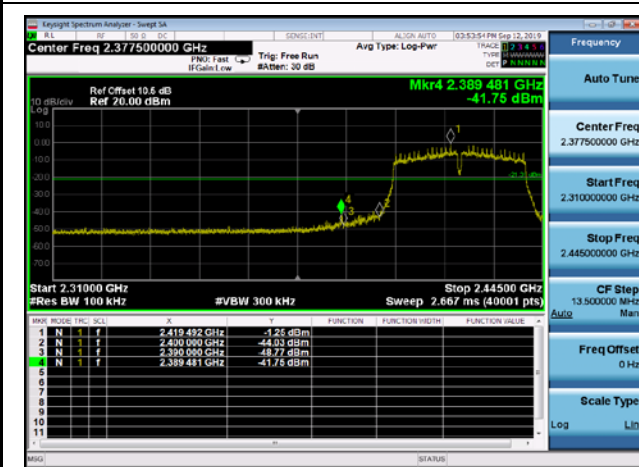 Keysight Spectrum Analyzer - Swept SA
RL RF 50 Ω DC SENSE:INT ALIGN AUTO 03:53:54 PM Sep 12, 2019
Center Freq 2.377500000 GHz
PNO: Fast
IFGain:Low
Trig: Free Run
#Atten: 30 dB
Avg Type: Log-Pwr
TRACE 1 2 3 4 5 6
TYPE
DET P N N N N N
Ref Offset 10.6 dB
Ref 20.00 dBm
Mkr4 2.389 481 GHz
-41.75 dBm
10 dB/div
Log
10.0
0.00
-10.0
-20.0
-30.0
-40.0
-50.0
-60.0
-70.0
1
2
3
4
Start 2.31000 GHz
Stop 2.44500 GHz
#Res BW 100 kHz #VBW 300 kHz Sweep 2.667 ms (40001 pts)
MKR MODE TRC SCL X Y FUNCTION FUNCTION WIDTH FUNCTION VALUE
1 N 1 f 2.419 492 GHz -1.25 dBm
2 N 1 f 2.400 000 GHz -44.03 dBm
3 N 1 f 2.390 000 GHz -48.77 dBm
4 N 1 f 2.389 481 GHz -41.75 dBm
5
6
7
8
9
10
11
MSG STATUS
Frequency
Auto Tune
Center Freq
2.377500000 GHz
Start Freq
2.310000000 GHz
Stop Freq
2.445000000 GHz
CF Step
13.500000 MHz
Auto Man
Freq Offset
0 Hz
Scale Type
Log Lin